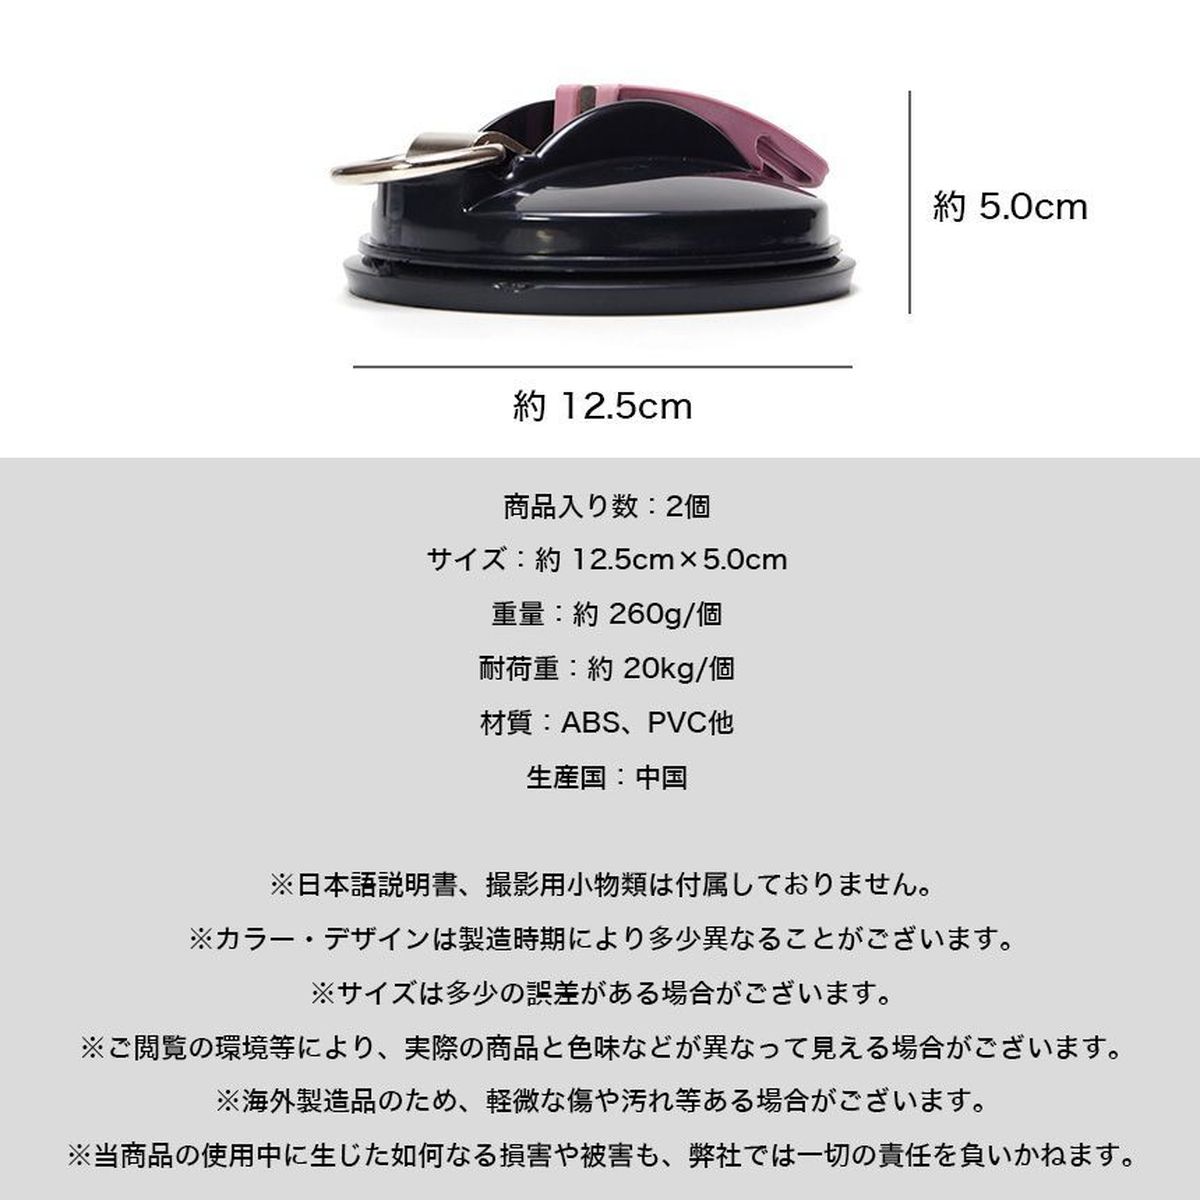 約 5.0cm
約 12.5cm
商品入り数：2個
サイズ：約 12.5cm×5.0cm
重量：約 260g/個
耐荷重：約 20kg/個
材質：ABS、PVC他
生産国：中国
※日本語説明書、撮影用小物類は付属しておりません。
※カラー・デザインは製造時期により多少異なることがございます。
※サイズは多少の誤差がある場合がございます。
※ご閲覧の環境等により、実際の商品と色味などが異なって見える場合がございます。
※海外製造品のため、軽微な傷や汚れ等ある場合がございます。
※当商品の使用中に生じた如何なる損害や被害も、弊社では一切の責任を負いかねます。